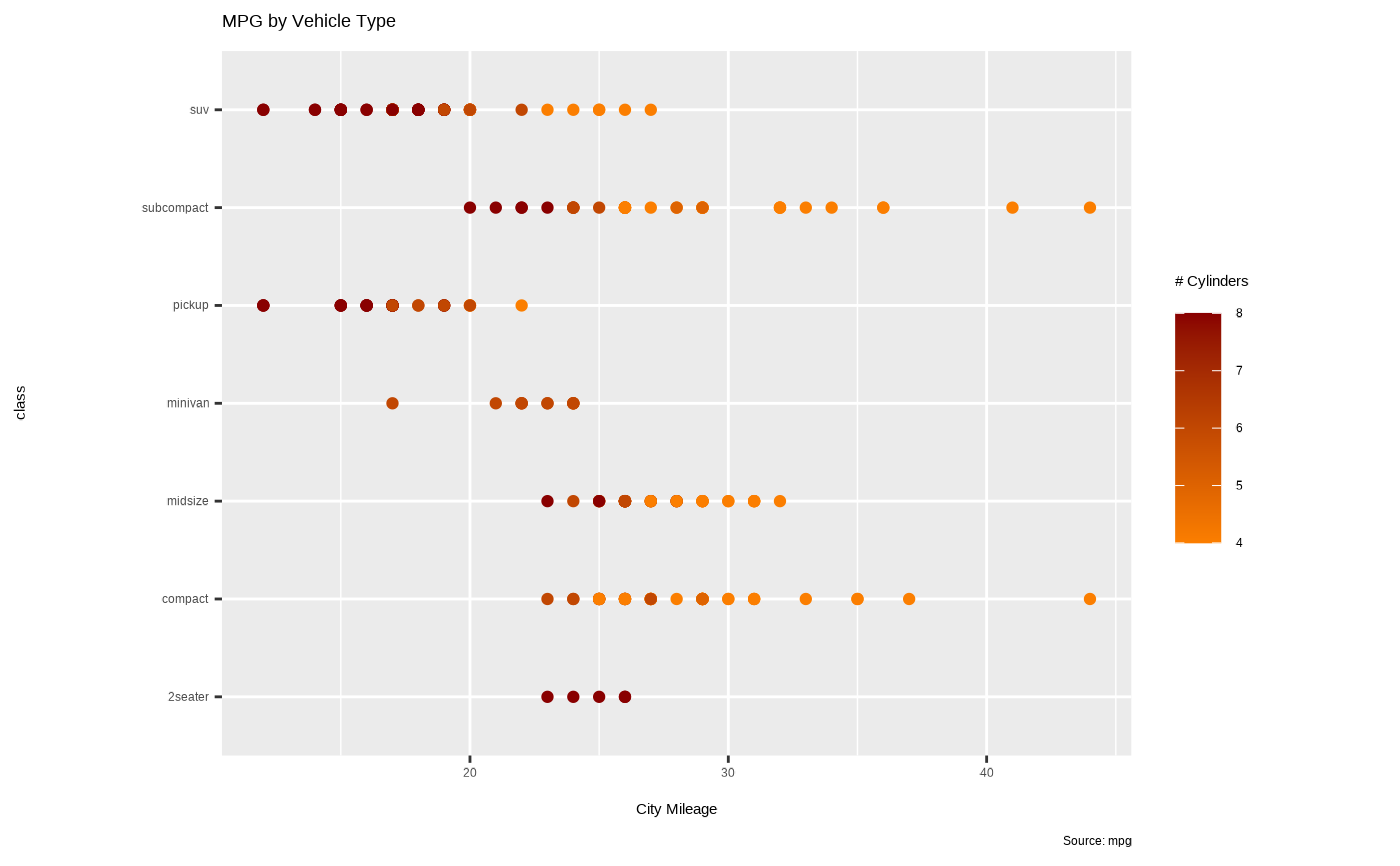 MPG by Vehicle Type
suv
subcompact
pickup
minivan
midsize
compact
2seater
class
20 30 40
City Mileage
# Cylinders
8
7
6
5
4
Source: mpg